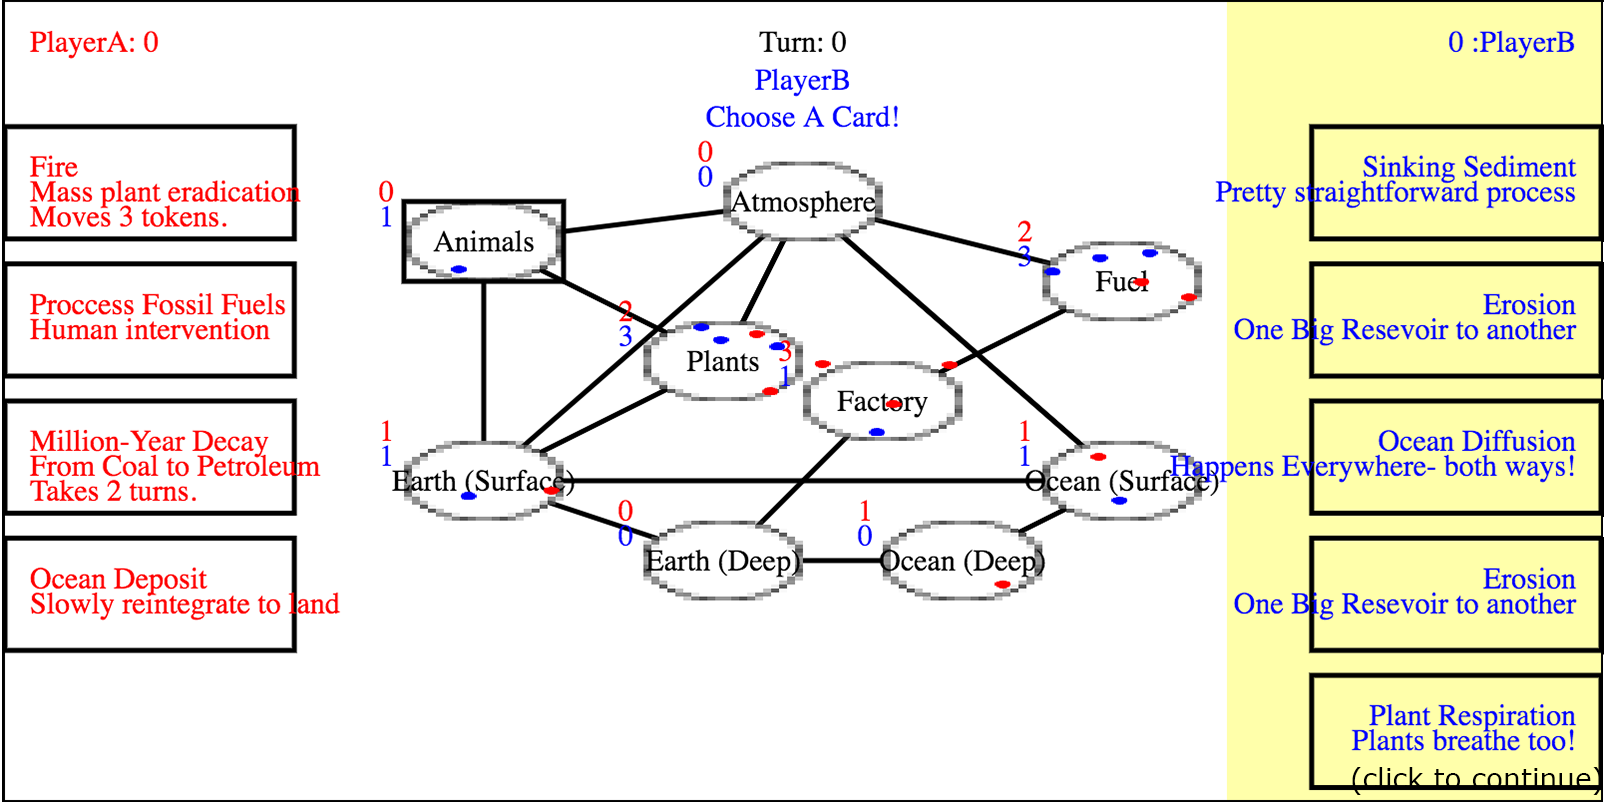 PlayerA: 0
Turn: 0
0 :PlayerB
PlayerB
Choose A Card!
Fire
Mass plant eradication
Moves 3 tokens.
Proccess Fossil Fuels
Human intervention
Million-Year Decay
From Coal to Petroleum
Takes 2 turns.
Ocean Deposit
Slowly reintegrate to land
0
0
Atmosphere
0
1
Animals
2
3
Fuel
2
3
Plants
3
1
Factory
1
1
Earth (Surface)
1
1
Ocean (Surface)
0
0
Earth (Deep)
1
0
Ocean (Deep)
Sinking Sediment
Pretty straightforward process
Erosion
One Big Resevoir to another
Ocean Diffusion
Happens Everywhere- both ways!
Erosion
One Big Resevoir to another
Plant Respiration
Plants breathe too!
(click to continue)